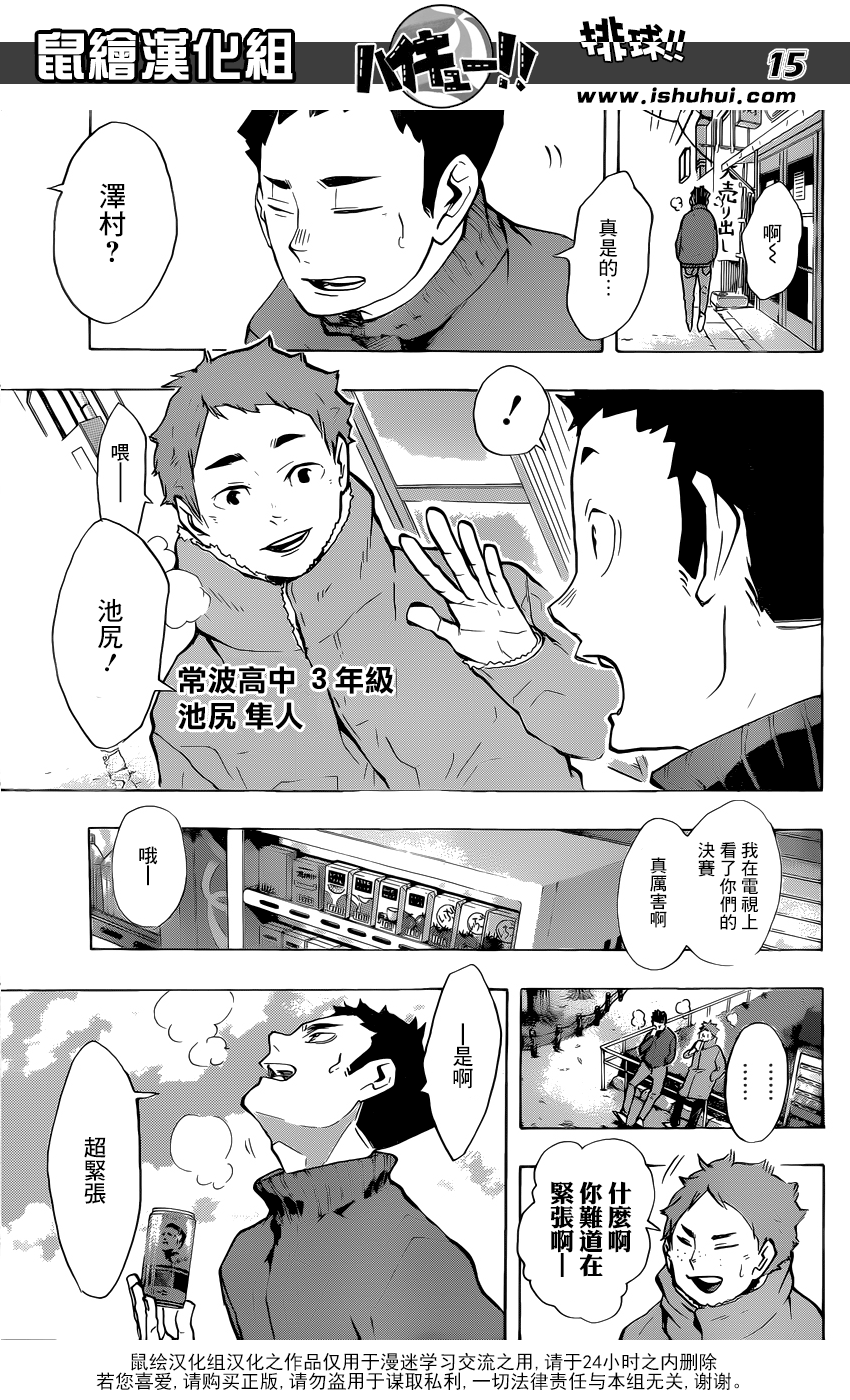 鼠繪漢化組
ハイキュー!!
排球!!
15
www.ishuhui.com
啊～
大売り出し
真是的…
澤村?
!
喂——
池尻!
常波高中 3年級
池尻 隼人
我在電視上
看了你們的
決賽
真厲害啊
哦—
…… ……
什麼啊
你難道在
緊張啊—
—是啊
超緊張
鼠绘汉化组汉化之作品仅用于漫迷学习交流之用, 请于24小时之内删除
若您喜爱, 请购买正版, 请勿盗用于谋取私利, 一切法律责任与本组无关, 谢谢。